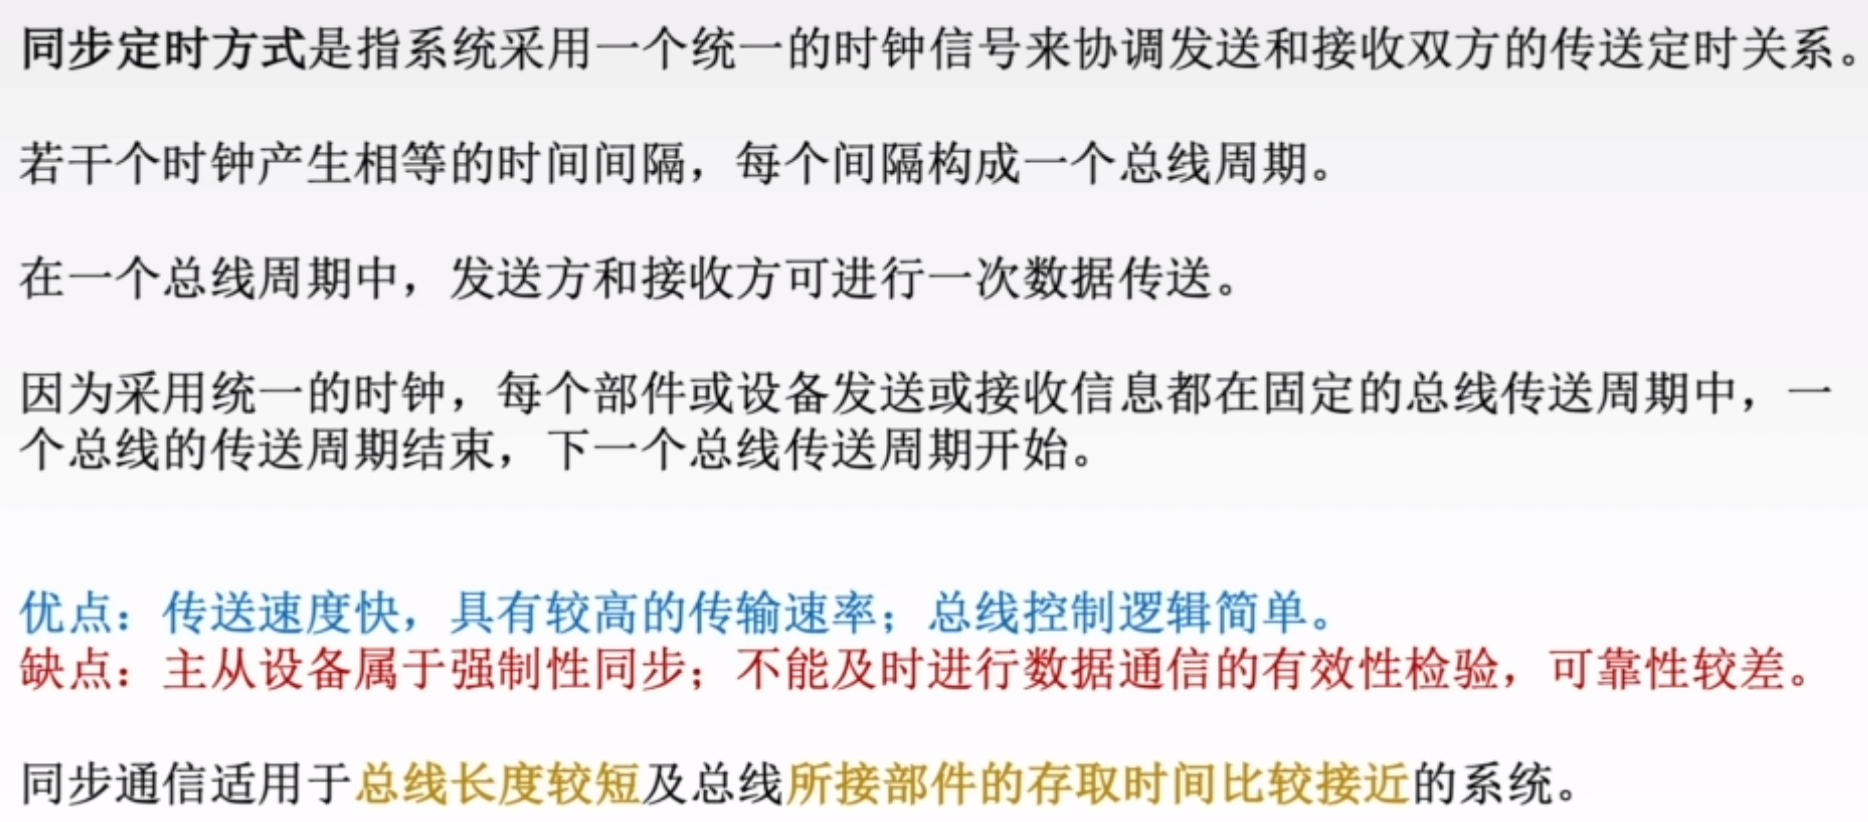 同步定时方式是指系统采用一个统一的时钟信号来协调发送和接收双方的传送定时关系。
若干个时钟产生相等的时间间隔，每个间隔构成一个总线周期。
在一个总线周期中，发送方和接收方可进行一次数据传送。
因为采用统一的时钟，每个部件或设备发送或接收信息都在固定的总线传送周期中，一
个总线的传送周期结束，下一个总线传送周期开始。
优点：传送速度快，具有较高的传输速率；总线控制逻辑简单。
缺点：主从设备属于强制性同步；不能及时进行数据通信的有效性检验，可靠性较差。
同步通信适用于总线长度较短及总线所接部件的存取时间比较接近的系统。